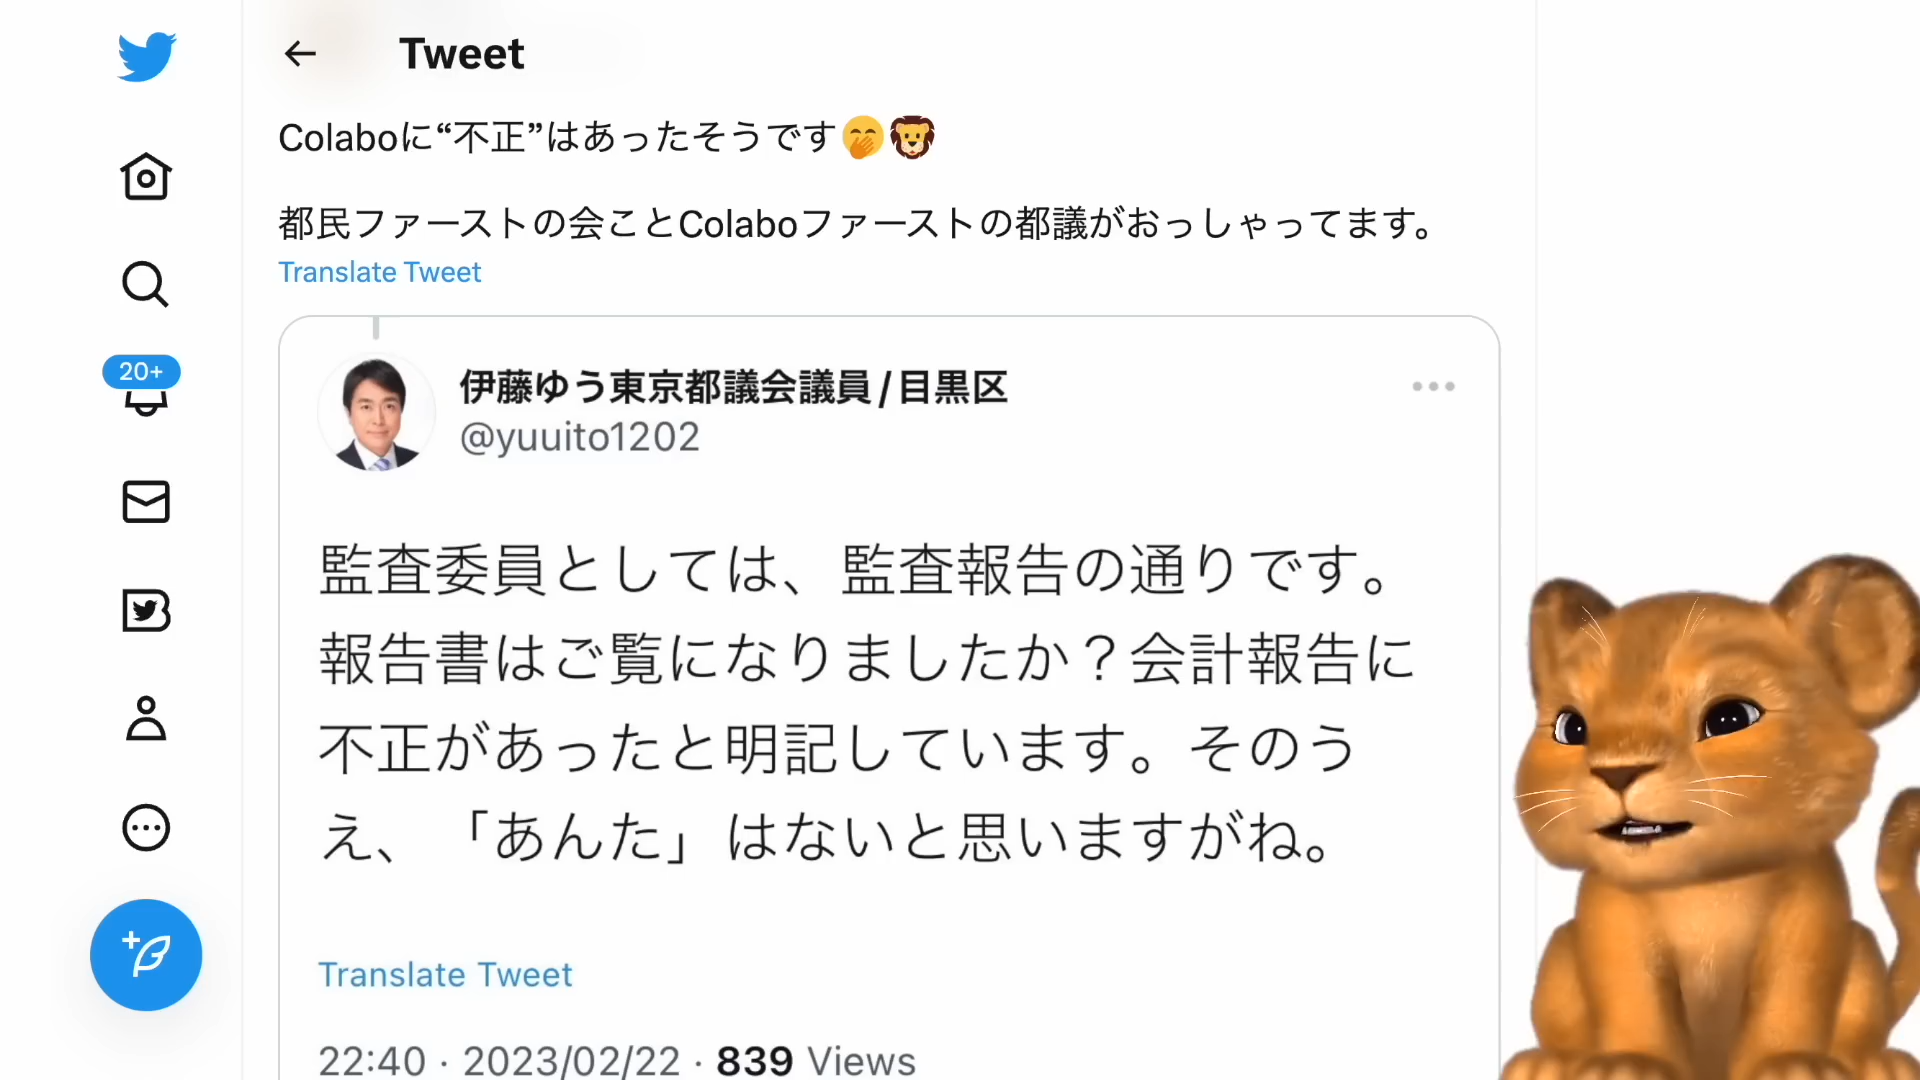 Tweet
Colaboに“不正”はあったそうです🤭🦁
都民ファーストの会ことColaboファーストの都議がおっしゃってます。
Translate Tweet
20+
伊藤ゆう東京都議会議員/目黒区
@yuuito1202
監査委員としては、監査報告の通りです。
報告書はご覧になりましたか？会計報告に
不正があったと明記しています。そのう
え、「あんた」はないと思いますがね。
Translate Tweet
22:40 · 2023/02/22 · 839 Views